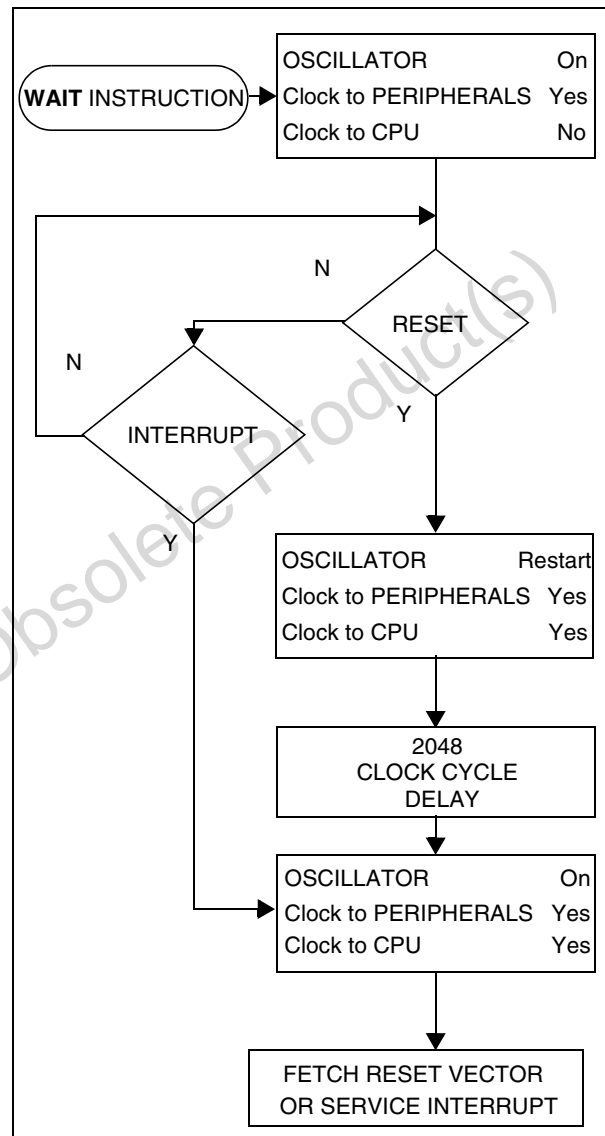 WAIT INSTRUCTION
OSCILLATOR On
Clock to PERIPHERALS Yes
Clock to CPU No
N
RESET
N
Y
INTERRUPT
Y
OSCILLATOR Restart
Clock to PERIPHERALS Yes
Clock to CPU Yes
2048
CLOCK CYCLE
DELAY
OSCILLATOR On
Clock to PERIPHERALS Yes
Clock to CPU Yes
FETCH RESET VECTOR
OR SERVICE INTERRUPT
Obsolete Product(s)